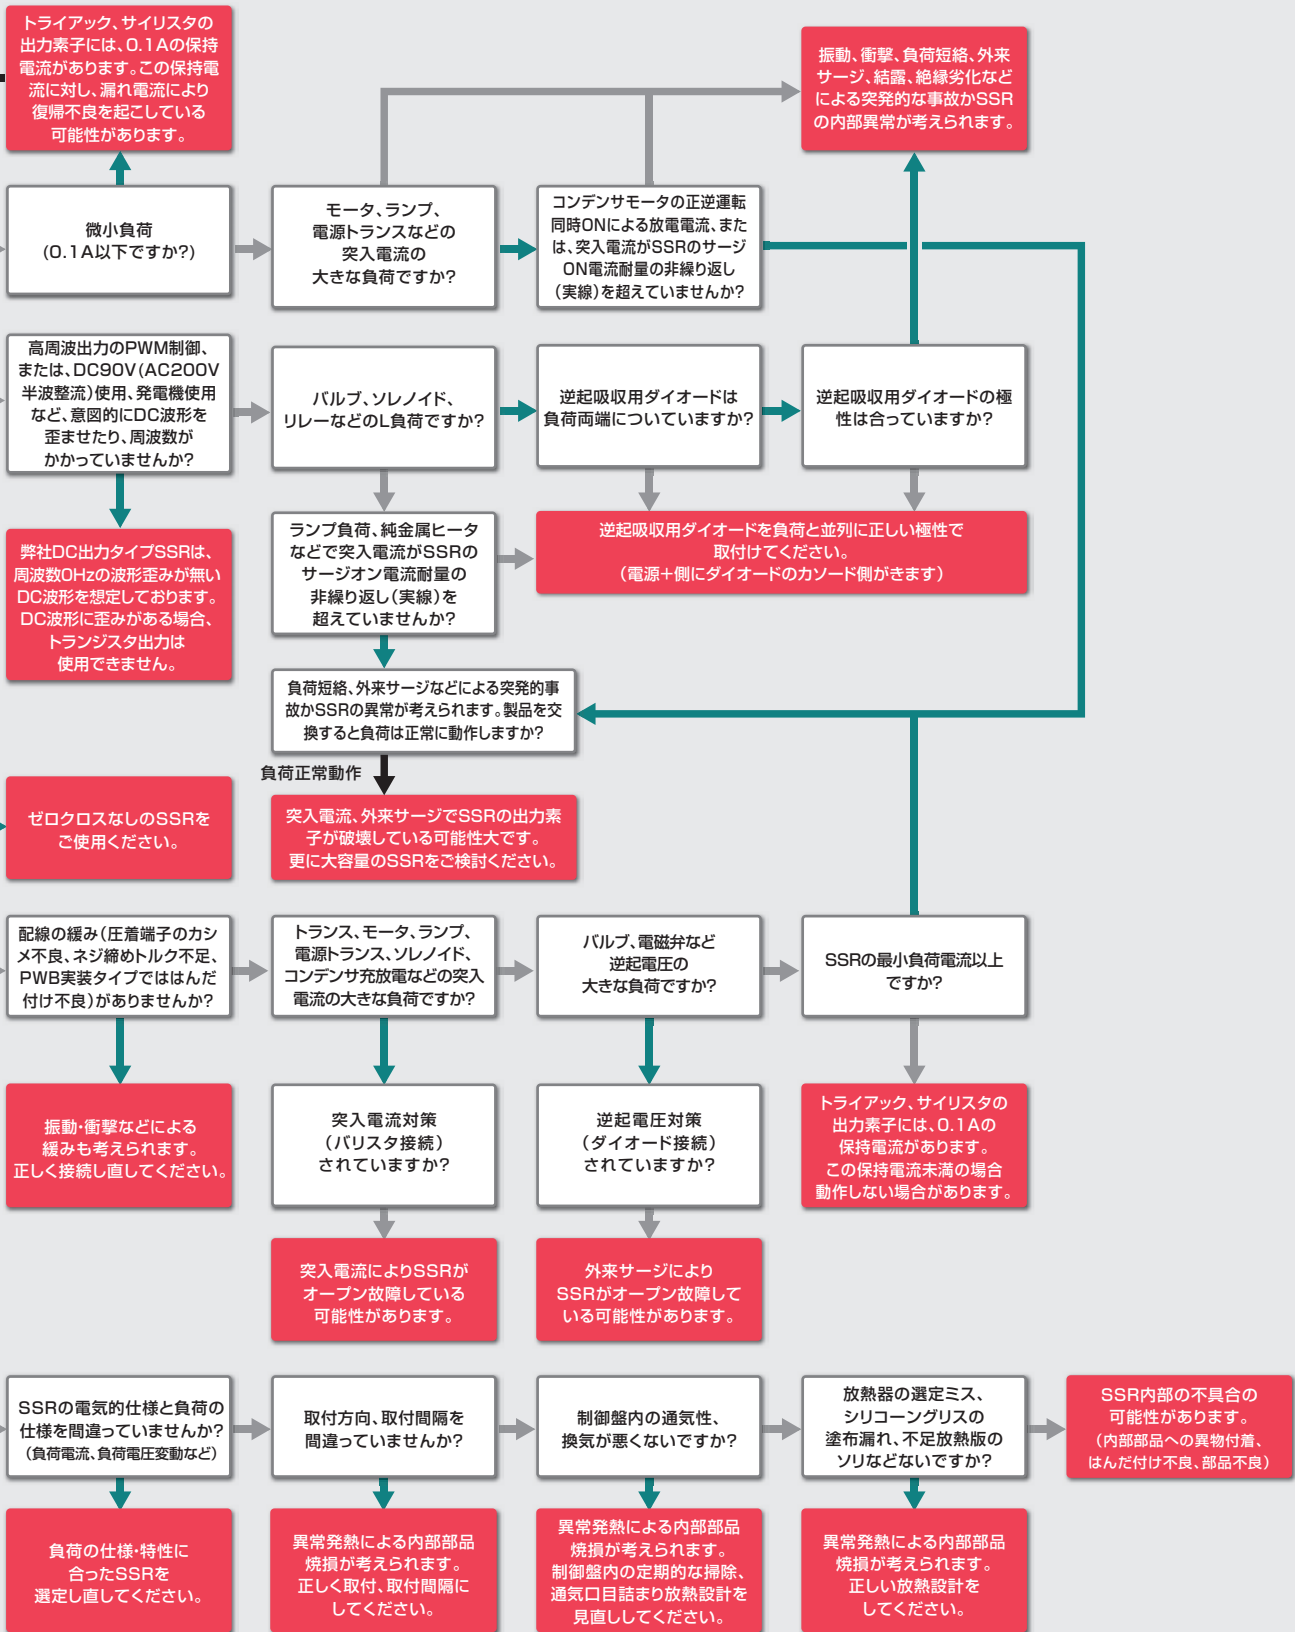 トライアック、サイリスタの
出力素子には、0.1Aの保持
電流があります。この保持電
流に対し、漏れ電流により
復帰不良を起こしている
可能性があります。
振動、衝撃、負荷短絡、外来
サージ、結露、絶縁劣化など
による突発的な事故かSSR
の内部異常が考えられます。
微小負荷
(0.1A以下ですか?)
モータ、ランプ、
電源トランスなどの
突入電流の
大きな負荷ですか?
コンデンサモータの正逆運転
同時ONによる放電電流、また
は、突入電流がSSRのサージ
ON電流耐量の非繰り返し
(実線)を超えていませんか?
高周波出力のPWM制御、
または、DC90V(AC200V
半波整流)使用、発電機使用
など、意図的にDC波形を
歪ませたり、周波数が
かかっていませんか?
バルブ、ソレノイド、
リレーなどのL負荷ですか?
逆起吸収用ダイオードは
負荷両端についていますか?
逆起吸収用ダイオードの極
性は合っていますか?
弊社DC出力タイプSSRは、
周波数0Hzの波形歪みが無い
DC波形を想定しております。
DC波形に歪みがある場合、
トランジスタ出力は
使用できません。
ランプ負荷、純金属ヒータ
などで突入電流がSSRの
サージオン電流耐量の
非繰り返し(実線)を
超えていませんか?
逆起吸収用ダイオードを負荷と並列に正しい極性で
取付けてください。
(電源+側にダイオードのカソード側がきます)
負荷短絡、外来サージなどによる突発的事
故かSSRの異常が考えられます。製品を交
換すると負荷は正常に動作しますか?
負荷正常動作
ゼロクロスなしのSSRを
ご使用ください。
突入電流、外来サージでSSRの出力素
子が破壊している可能性大です。
更に大容量のSSRをご検討ください。
配線の緩み(圧着端子のカシ
メ不良、ネジ締めトルク不足、
PWB実装タイプでははんだ
付け不良)がありませんか?
トランス、モータ、ランプ、
電源トランス、ソレノイド、
コンデンサ充放電などの突入
電流の大きな負荷ですか?
バルブ、電磁弁など
逆起電圧の
大きな負荷ですか?
SSRの最小負荷電流以上
ですか?
振動・衝撃などによる
緩みも考えられます。
正しく接続し直してください。
突入電流対策
(バリスタ接続)
されていますか?
逆起電圧対策
(ダイオード接続)
されていますか?
トライアック、サイリスタの
出力素子には、0.1Aの
保持電流があります。
この保持電流未満の場合
動作しない場合があります。
突入電流によりSSRが
オープン故障している
可能性があります。
外来サージにより
SSRがオープン故障して
いる可能性があります。
SSRの電気的仕様と負荷の
仕様を間違っていませんか?
(負荷電流、負荷電圧変動など)
取付方向、取付間隔を
間違っていませんか?
制御盤内の通気性、
換気が悪くないですか?
放熱器の選定ミス、
シリコーングリスの
塗布漏れ、不足放熱版の
ソリなどないですか?
SSR内部の不具合の
可能性があります。
(内部部品への異物付着、
はんだ付け不良、部品不良)
負荷の仕様・特性に
合ったSSRを
選定し直してください。
異常発熱による内部部品
焼損が考えられます。
正しく取付、取付間隔に
してください。
異常発熱による内部部品
焼損が考えられます。
制御盤内の定期的な掃除、
通気口目詰まり放熱設計を
見直ししてください。
異常発熱による内部部品
焼損が考えられます。
正しい放熱設計を
してください。